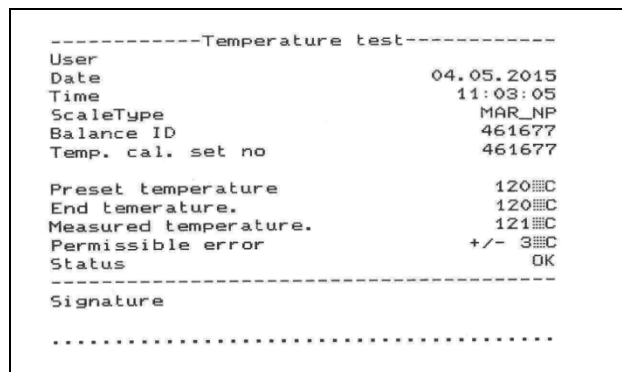 ------------Temperature test------------
User
Date 04.05.2015
Time 11:03:05
ScaleType MAR_NP
Balance ID 461677
Temp. cal. set no 461677
Preset temperature 120▒C
End temerature. 120▒C
Measured temperature. 121▒C
Permissible error +/- 3▒C
Status OK
----------------------------------------
Signature
........................................